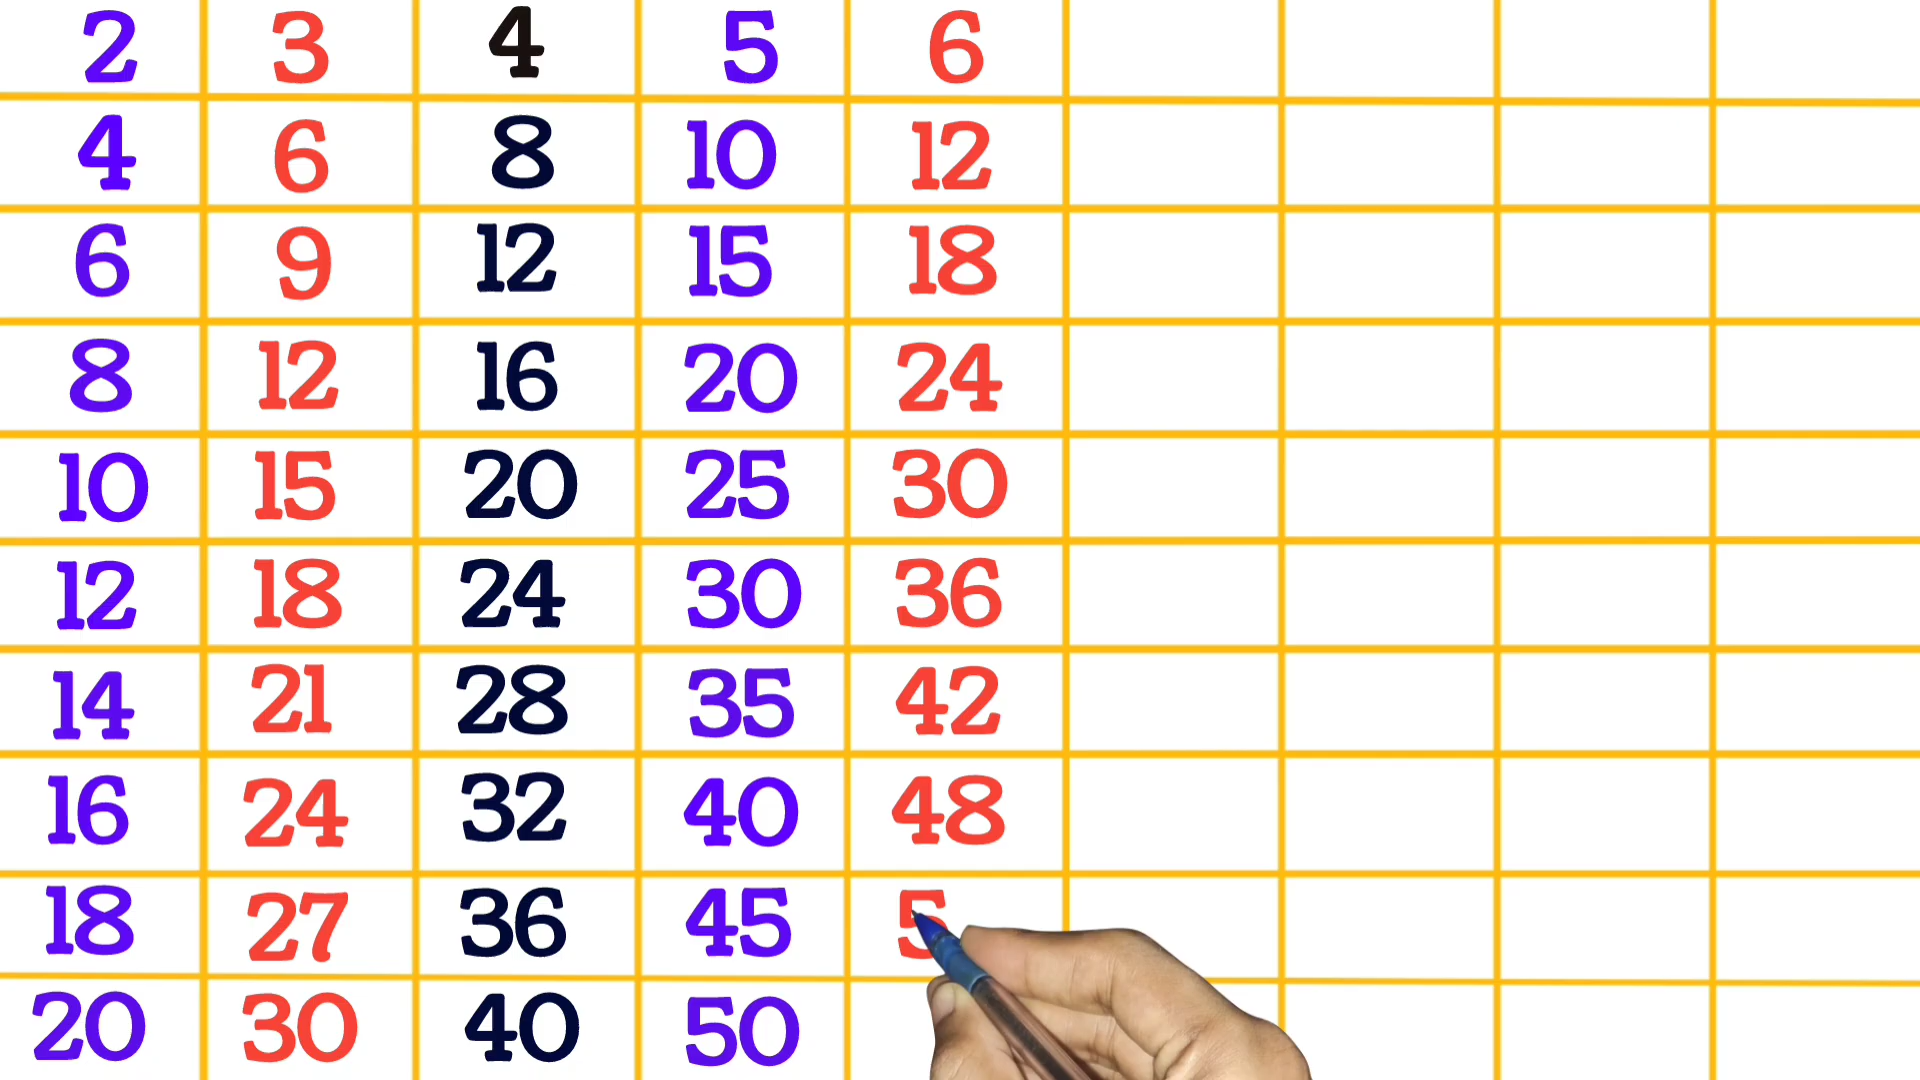 2 3 4 5 6
4 6 8 10 12
6 9 12 15 18
8 12 16 20 24
10 15 20 25 30
12 18 24 30 36
14 21 28 35 42
16 24 32 40 48
18 27 36 45 5
20 30 40 50